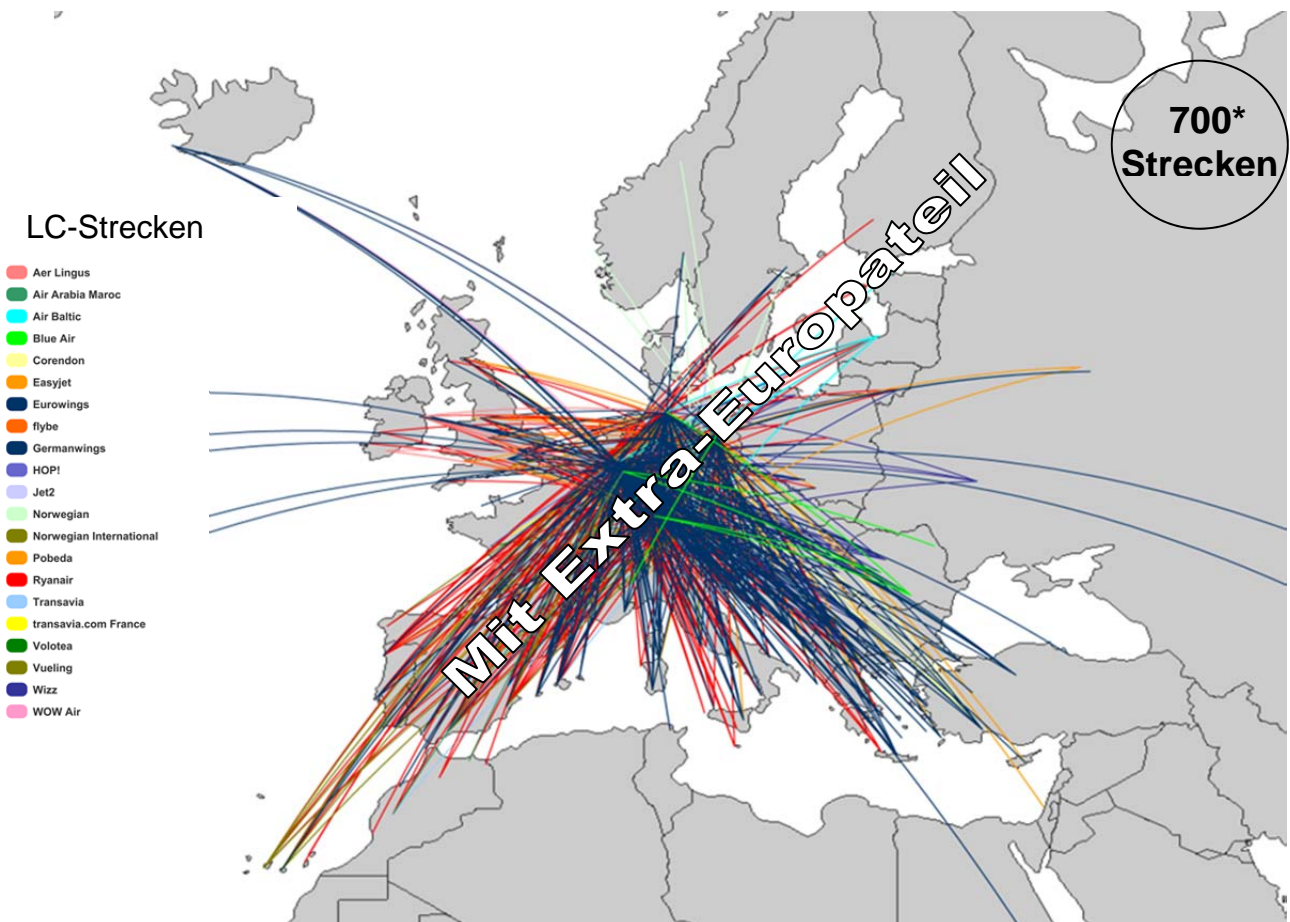 700*
Strecken
LC-Strecken
Aer Lingus
Air Arabia Maroc
Air Baltic
Blue Air
Corendon
Easyjet
Eurowings
flybe
Germanwings
HOP!
Jet2
Norwegian
Norwegian International
Pobeda
Ryanair
Transavia
transavia.com France
Volotea
Vueling
Wizz
WOW Air
Mit Extra-Europateil